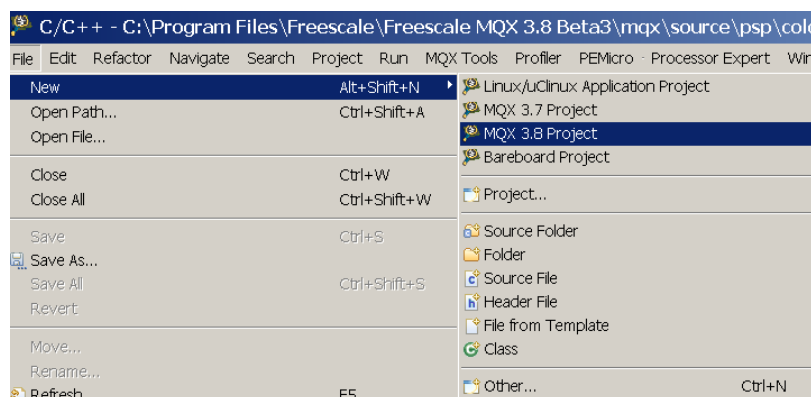 C/C++ - C:\Program Files\Freescale\Freescale MQX 3.8 Beta3\mqx\source\psp\col
File Edit Refactor Navigate Search Project Run MQX Tools Profiler PEMicro Processor Expert Wi
New Alt+Shift+N
Open Path... Ctrl+Shift+A
Open File...
Close Ctrl+W
Close All Ctrl+Shift+W
Save Ctrl+S
Save As...
Save All Ctrl+Shift+S
Revert
Move...
Rename...
Refresh F5
Linux/uClinux Application Project
MQX 3.7 Project
MQX 3.8 Project
Bareboard Project
Project...
Source Folder
Folder
Source File
Header File
File from Template
Class
Other... Ctrl+N